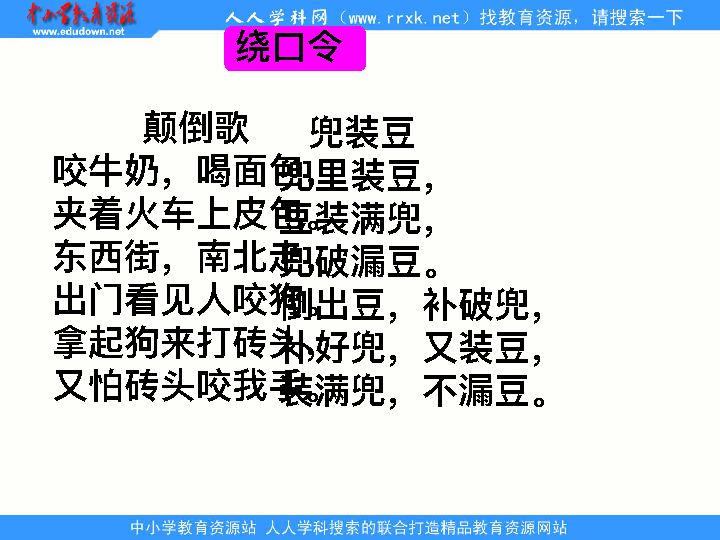 中小学教育资源
www.edudown.net
人人学科网（www.rrxk.net）找教育资源，请搜索一下
绕口令
颠倒歌
咬牛奶，喝面包，
夹着火车上皮包。
东西街，南北走，
出门看见人咬狗。
拿起狗来打砖头，
又怕砖头咬我手。
兜装豆
兜里装豆，
豆装满兜，
兜破漏豆。
倒出豆，补破兜，
补好兜，又装豆，
装满兜，不漏豆。
中小学教育资源站 人人学科搜索的联合打造精品教育资源网站